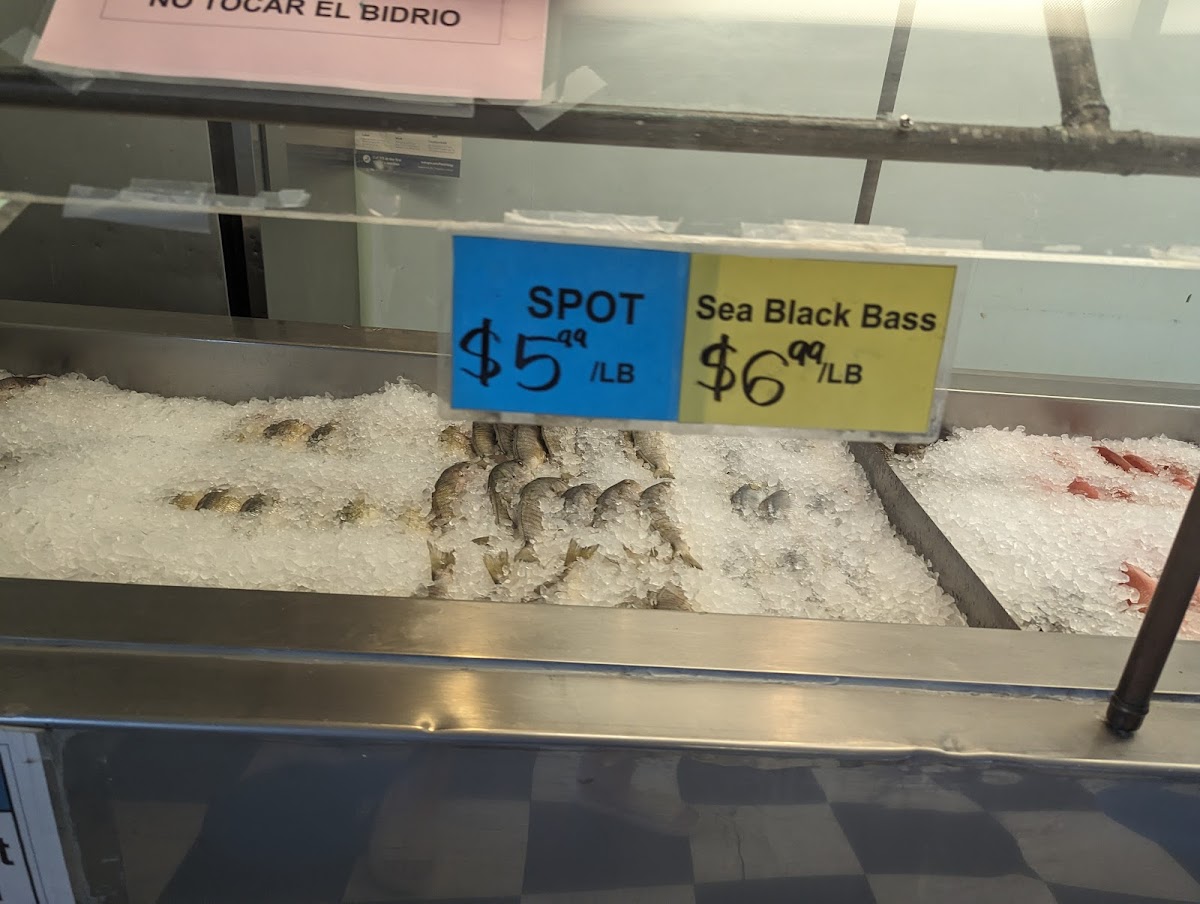 NO TOCAR EL BIDRIO
SPOT
$5.99/LB
Sea Black Bass
$6.99/LB
t